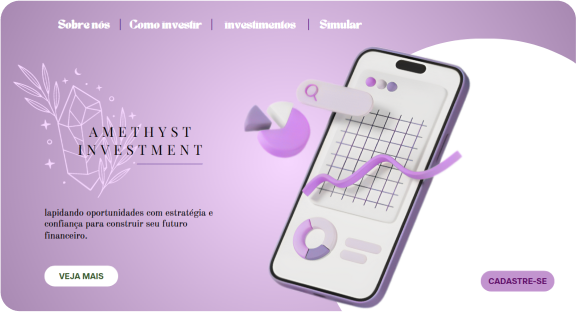 Sobre nós | Como investir | investimentos | Simular
AMETHYST
INVESTMENT
lapidando oportunidades com estratégia e
confiança para construir seu futuro
financeiro.
VEJA MAIS
CADASTRE-SE